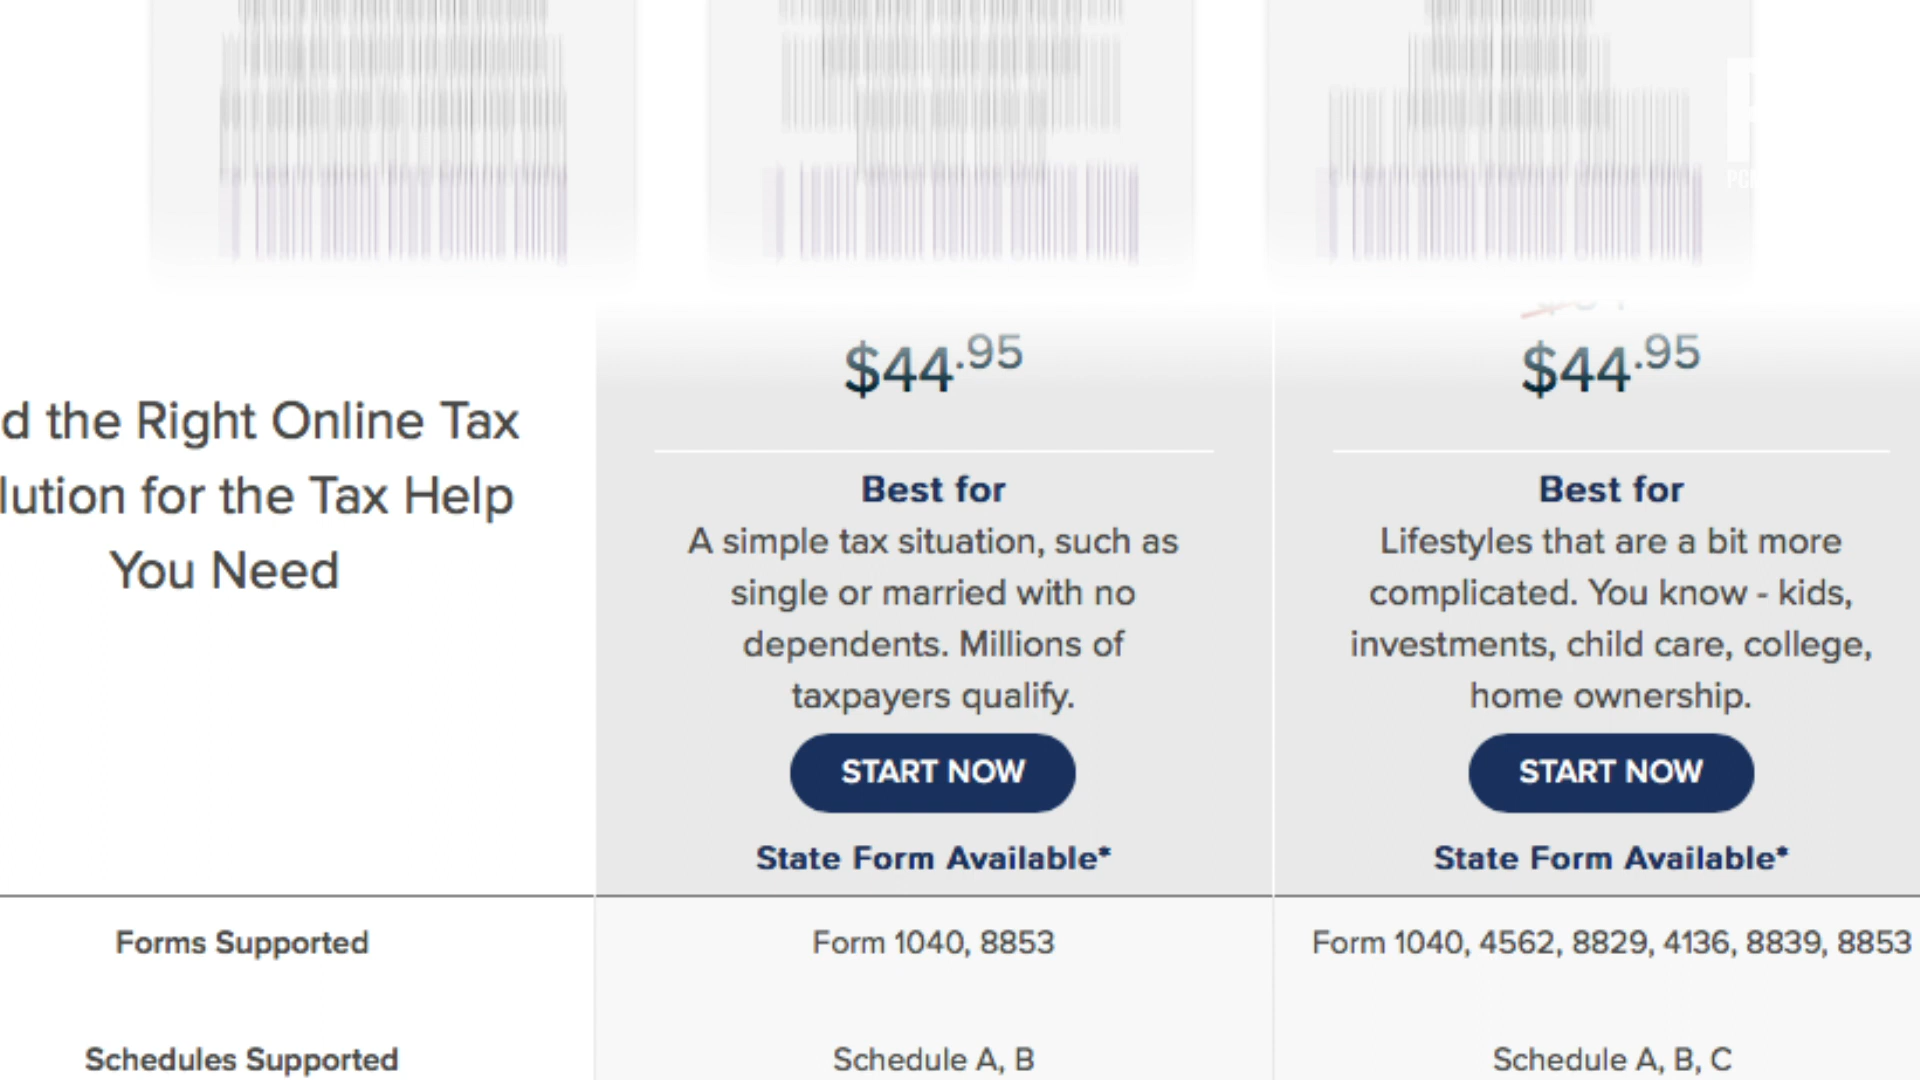 $44.95
$44.95
d the Right Online Tax
lution for the Tax Help
You Need
Best for
A simple tax situation, such as
single or married with no
dependents. Millions of
taxpayers qualify.
START NOW
State Form Available*
Best for
Lifestyles that are a bit more
complicated. You know - kids,
investments, child care, college,
home ownership.
START NOW
State Form Available*
Forms Supported
Form 1040, 8853
Form 1040, 4562, 8829, 4136, 8839, 8853
Schedules Supported
Schedule A, B
Schedule A, B, C